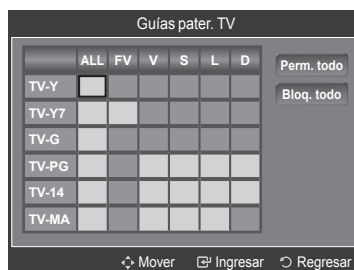 Guías pater. TV
ALL FV V S L D
Perm. todo
Bloq. todo
TV-Y
TV-Y7
TV-G
TV-PG
TV-14
TV-MA
Mover Ingresar Regresar